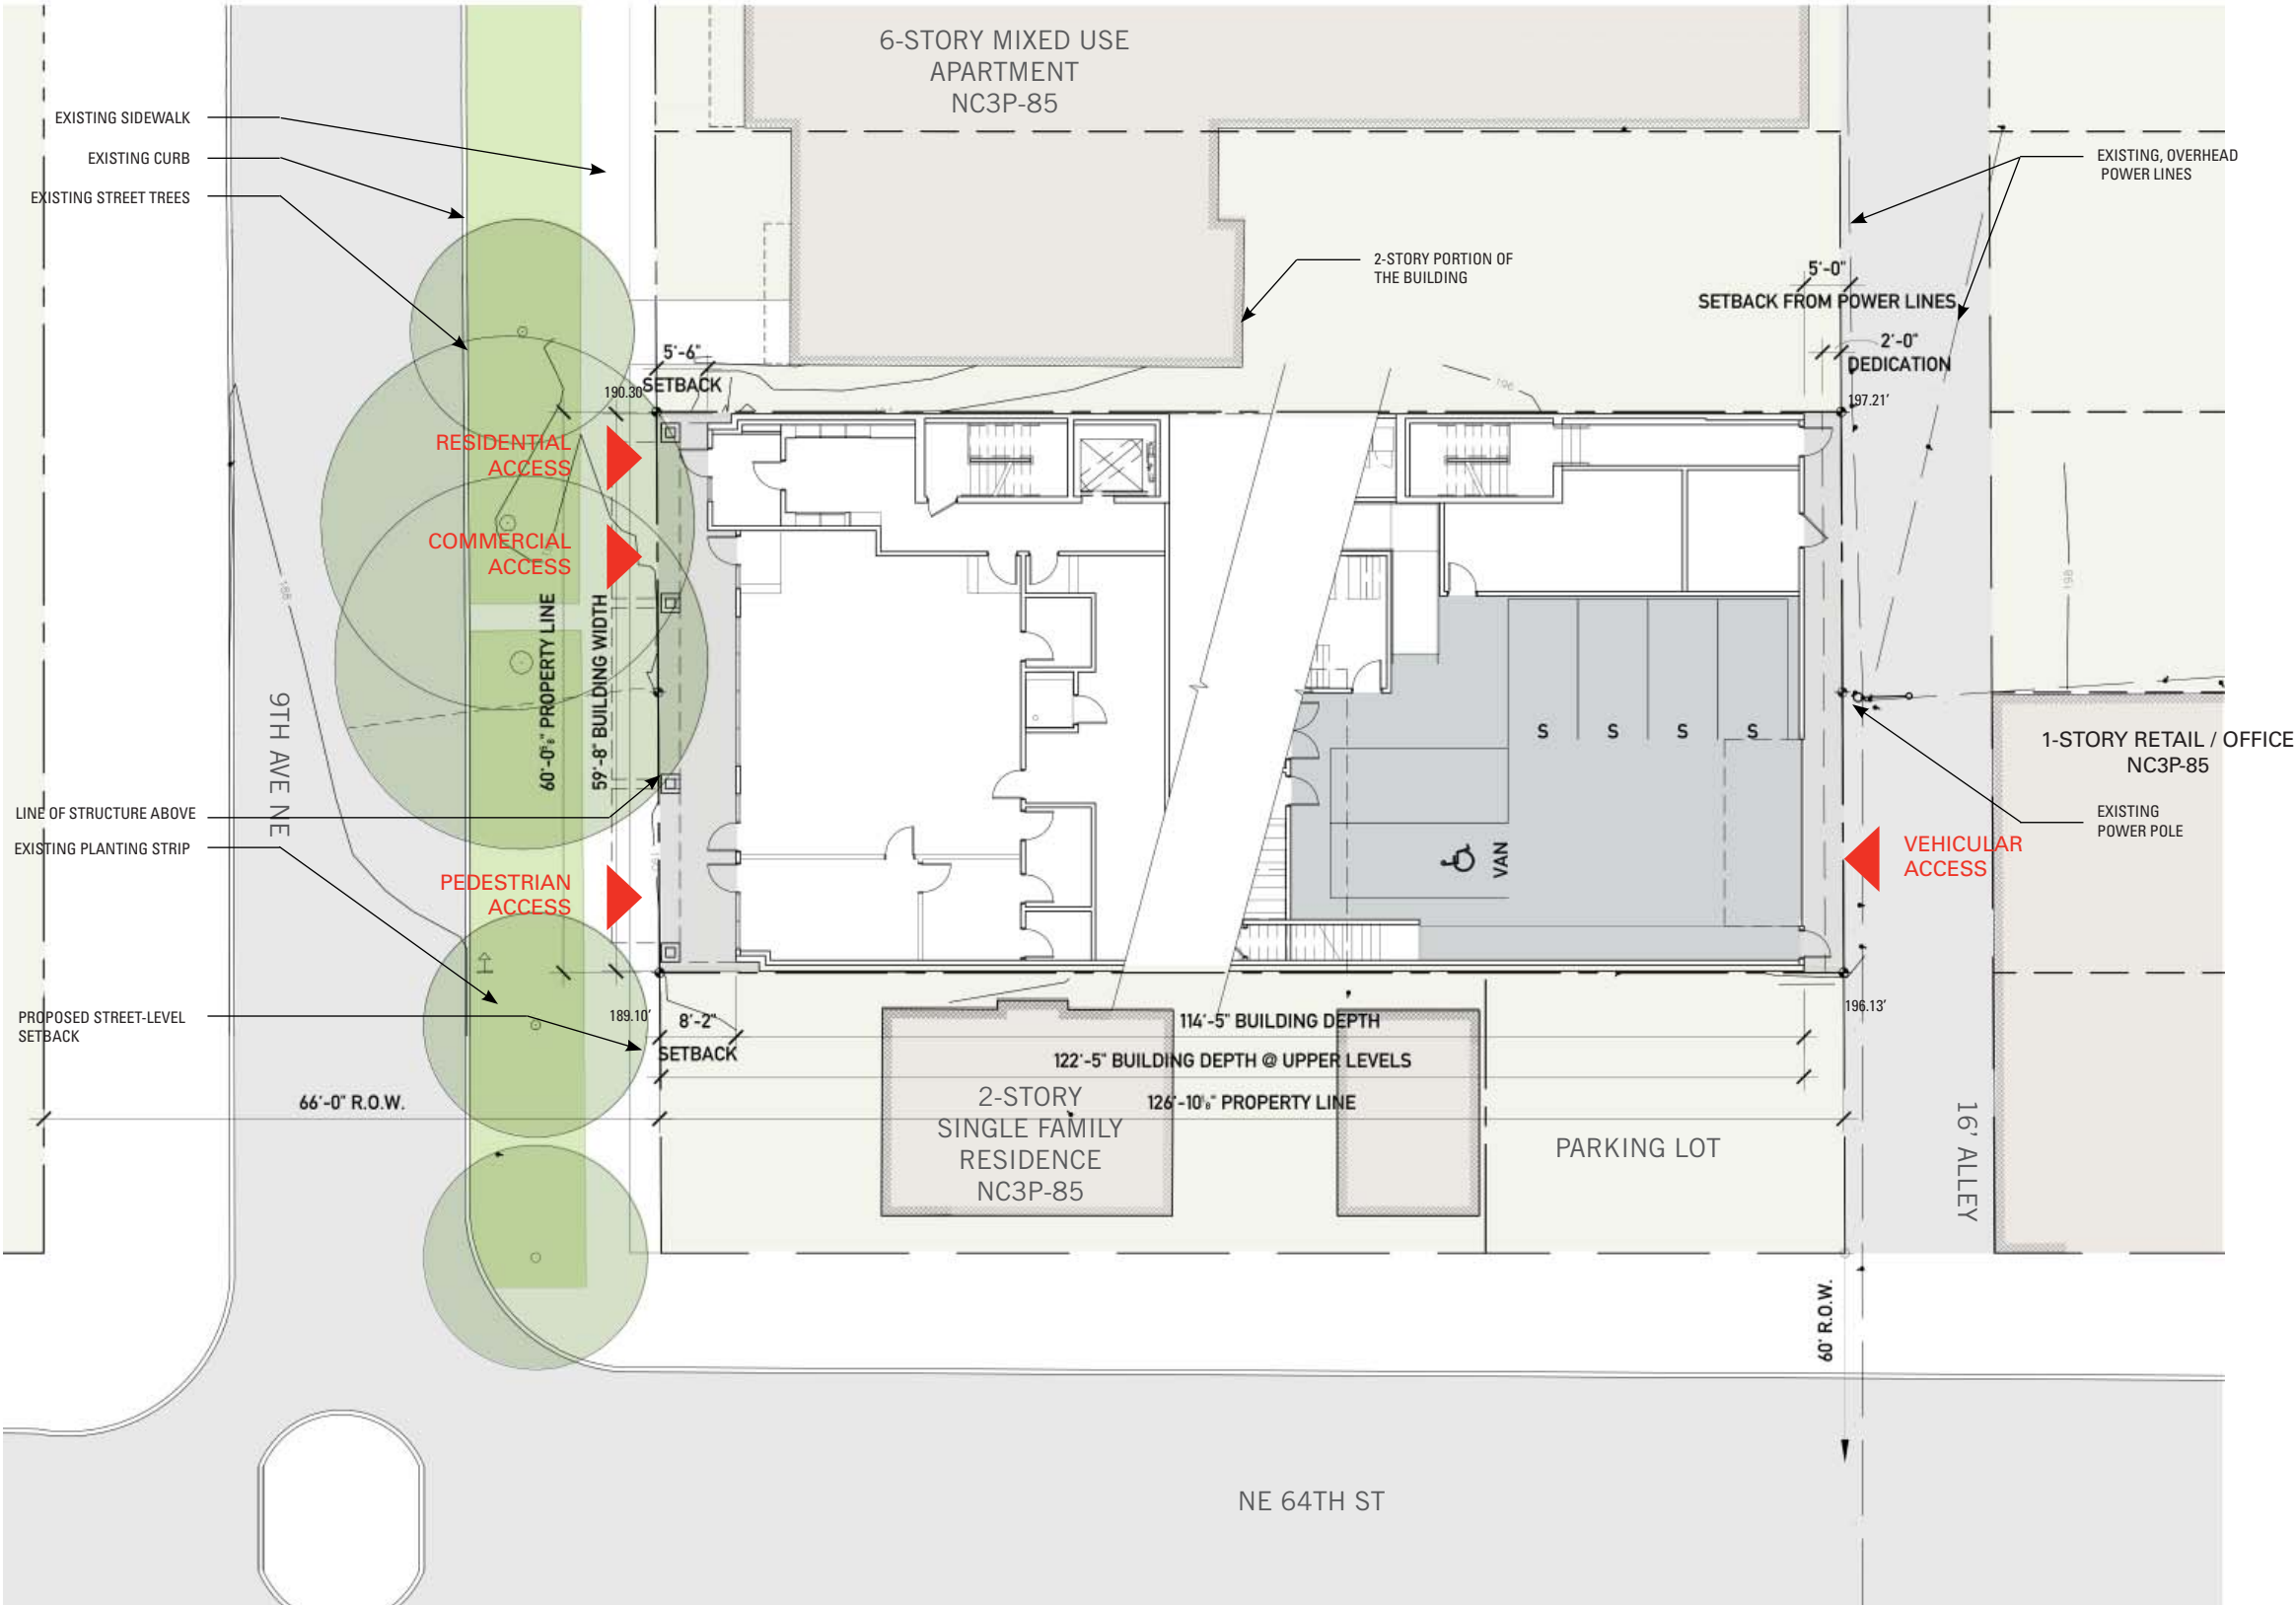 6-STORY MIXED USE
APARTMENT
NC3P-85
EXISTING SIDEWALK
EXISTING CURB
EXISTING STREET TREES
EXISTING, OVERHEAD
POWER LINES
2-STORY PORTION OF
THE BUILDING
5'-0"
SETBACK FROM POWER LINES
2'-0"
DEDICATION
5'-6"
SETBACK
190.30'
196
197.21'
RESIDENTIAL
ACCESS
COMMERCIAL
ACCESS
188
198
60'-0⅝" PROPERTY LINE
59'-8" BUILDING WIDTH
9TH AVE NE
S
S
S
S
1-STORY RETAIL / OFFICE
NC3P-85
LINE OF STRUCTURE ABOVE
EXISTING
POWER POLE
EXISTING PLANTING STRIP
VAN
VEHICULAR
ACCESS
190
PEDESTRIAN
ACCESS
PROPOSED STREET-LEVEL
SETBACK
189.10'
196.13'
8'-2"
SETBACK
114'-5" BUILDING DEPTH
122'-5" BUILDING DEPTH @ UPPER LEVELS
66'-0" R.O.W.
126'-10⅝" PROPERTY LINE
2-STORY
SINGLE FAMILY
RESIDENCE
NC3P-85
PARKING LOT
16' ALLEY
60' R.O.W.
NE 64TH ST